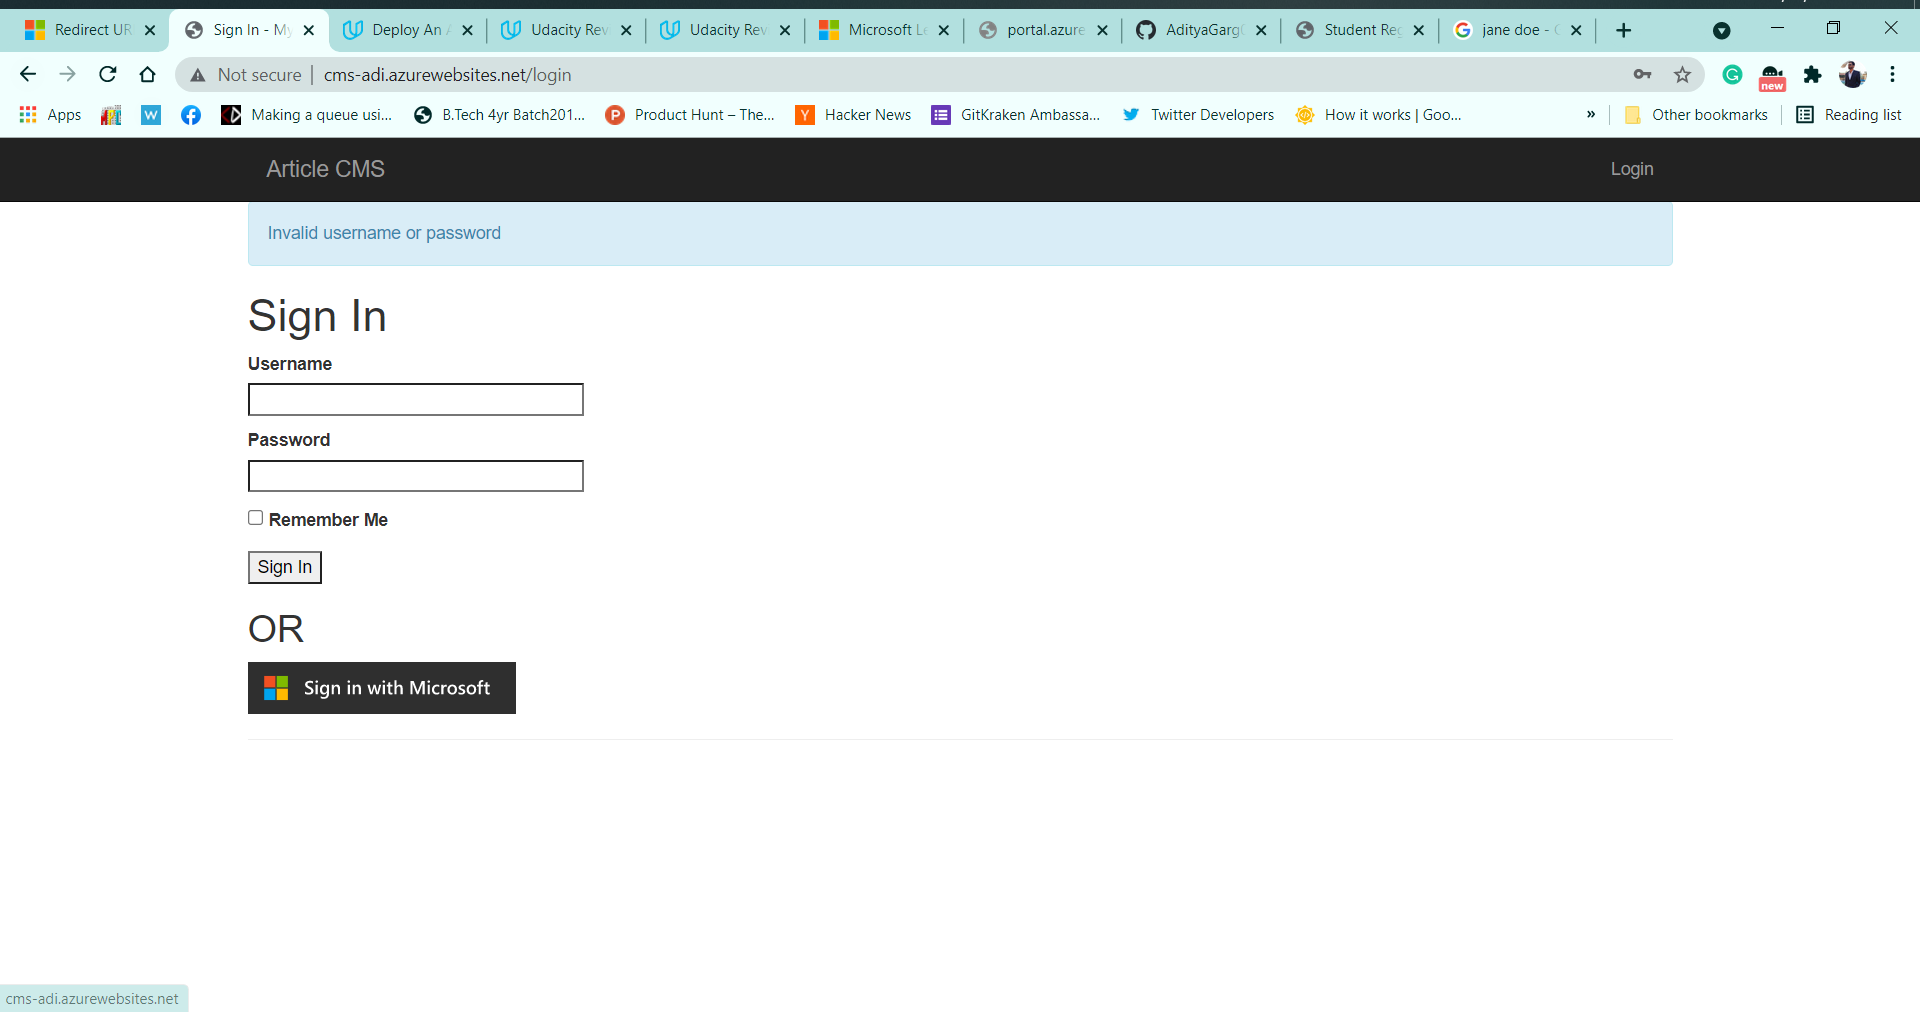 Redirect UR
Sign In - My
Deploy An A
Udacity Rev
Udacity Rev
Microsoft Le
portal.azure
AdityaGarg
Student Reg
jane doe -
Not secure | cms-adi.azurewebsites.net/login
new
Apps
W
Making a queue usi...
B.Tech 4yr Batch201...
P
Product Hunt – The...
Y
Hacker News
GitKraken Ambassa...
Twitter Developers
How it works | Goo...
»
Other bookmarks
Reading list
Article CMS
Login
Invalid username or password
Sign In
Username
Password
Remember Me
Sign In
OR
Sign in with Microsoft
cms-adi.azurewebsites.net